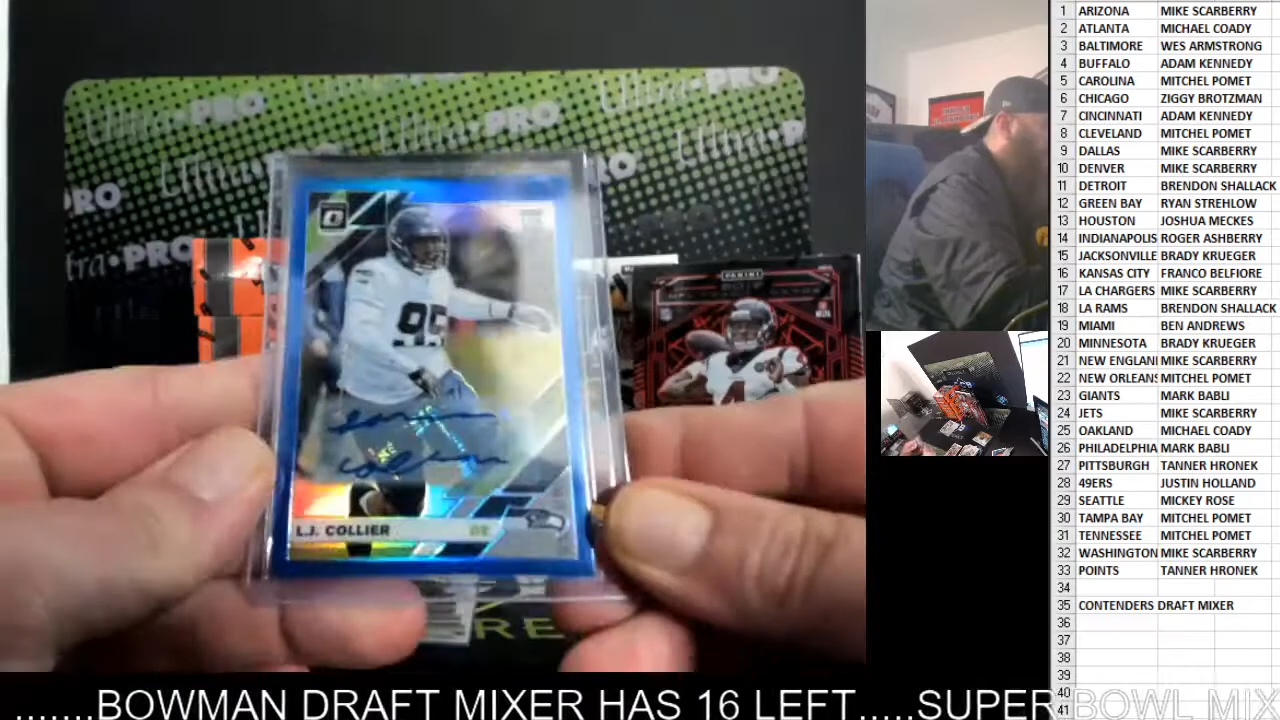 Ultra·PRO
Ultra·PRO
95
L.J. COLLIER
PANINI
1 ARIZONA MIKE SCARBERRY
2 ATLANTA MICHAEL COADY
3 BALTIMORE WES ARMSTRONG
4 BUFFALO ADAM KENNEDY
5 CAROLINA MITCHEL POMET
6 CHICAGO ZIGGY BROTZMAN
7 CINCINNATI ADAM KENNEDY
8 CLEVELAND MITCHEL POMET
9 DALLAS MIKE SCARBERRY
10 DENVER MIKE SCARBERRY
11 DETROIT BRENDON SHALLACK
12 GREEN BAY RYAN STREHLOW
13 HOUSTON JOSHUA MECKES
14 INDIANAPOLIS ROGER ASHBERRY
15 JACKSONVILLE BRADY KRUEGER
16 KANSAS CITY FRANCO BELFIORE
17 LA CHARGERS MIKE SCARBERRY
18 LA RAMS BRENDON SHALLACK
19 MIAMI BEN ANDREWS
20 MINNESOTA BRADY KRUEGER
21 NEW ENGLAN MIKE SCARBERRY
22 NEW ORLEANS MITCHEL POMET
23 GIANTS MARK BABLI
24 JETS MIKE SCARBERRY
25 OAKLAND MICHAEL COADY
26 PHILADELPHIA MARK BABLI
27 PITTSBURGH TANNER HRONEK
28 49ERS JUSTIN HOLLAND
29 SEATTLE MICKEY ROSE
30 TAMPA BAY MITCHEL POMET
31 TENNESSEE MITCHEL POMET
32 WASHINGTON MIKE SCARBERRY
33 POINTS TANNER HRONEK
34
35 CONTENDERS DRAFT MIXER
36
37
38
39
40
41
.......BOWMAN DRAFT MIXER HAS 16 LEFT.....SUPER BOWL MIX